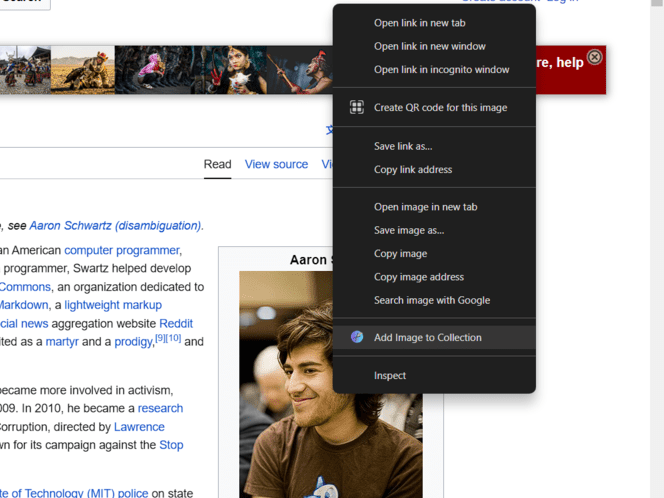 Create account Log in
Open link in new tab
Open link in new window
Open link in incognito window
re, help
Create QR code for this image
Save link as...
Copy link address
Read View source
Open image in new tab
Save image as...
Copy image
Copy image address
Search image with Google
Add Image to Collection
Inspect
see Aaron Schwartz (disambiguation).
an American computer programmer,
programmer, Swartz helped develop
Commons, an organization dedicated to
Markdown, a lightweight markup
cial news aggregation website Reddit
ited as a martyr and a prodigy,[9][10] and
Aaron S
became more involved in activism,
009. In 2010, he became a research
Corruption, directed by Lawrence
wn for its campaign against the Stop
te of Technology (MIT) police on state